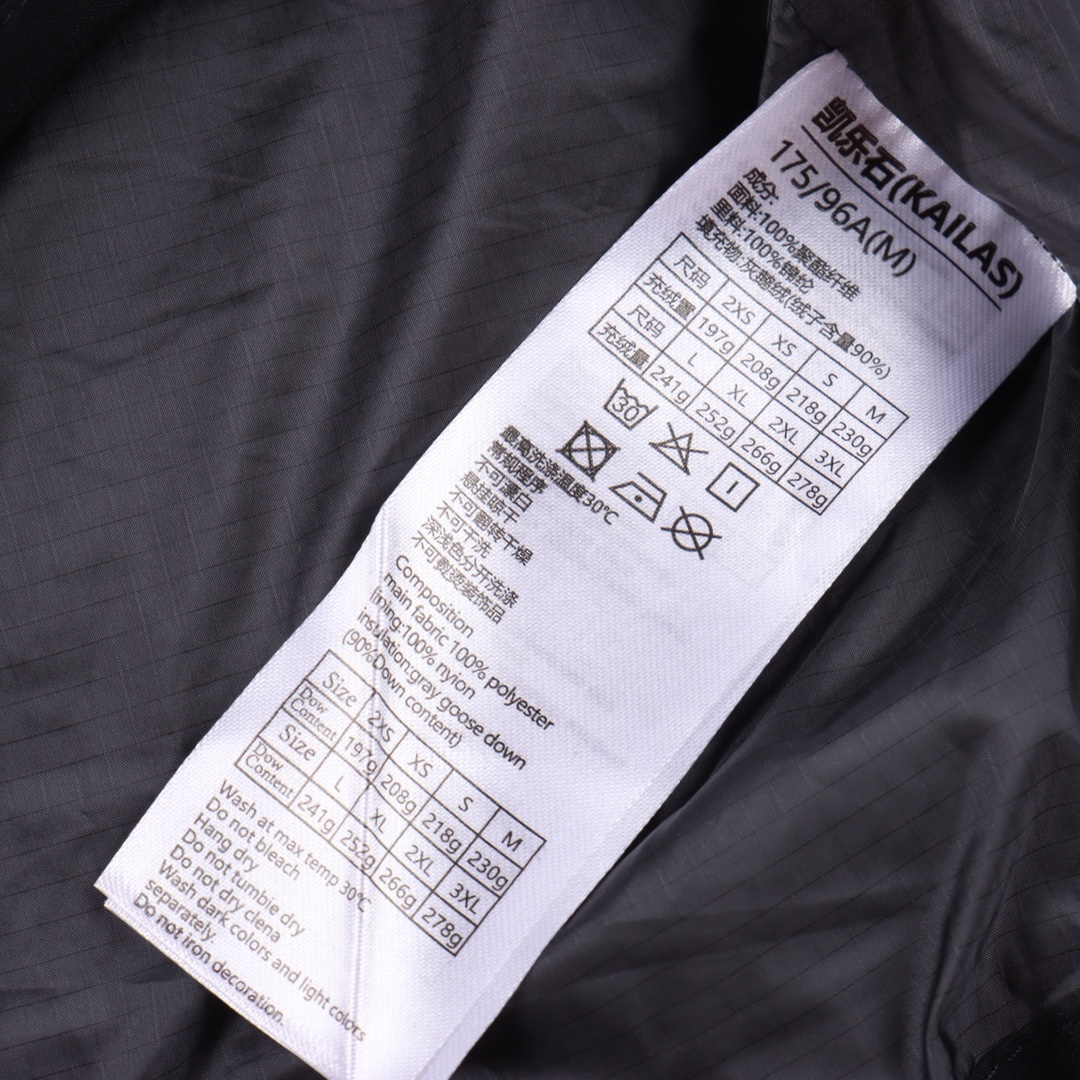 凯乐石(KAILAS)
175/96A(M)
成分:
面料:100%聚酯纤维
里料:100%锦纶
填充物:灰鹅绒(绒子含量90%)
尺码 2XS XS S M
充绒量 197g 208g 218g 230g
尺码 L XL 2XL 3XL
充绒量 241g 252g 266g 278g
30
最高洗涤温度30℃
常规程序
不可漂白
悬挂晾干
不可翻转干燥
不可干洗
深浅色分开洗涤
不可熨烫装饰品
Composition
main fabric 100% polyester
lining:100% nylon
insulation:gray goose down
(90%Down content)
Size 2XS XS S M
Dow Content 197g 208g 218g 230g
Size L XL 2XL 3XL
Dow Content 241g 252g 266g 278g
Wash at max temp 30℃
Do not bleach
Hang dry
Do not tumbie dry
Do not dry clena
Wash dark colors and light colors
separately.
Do not iron decoration.